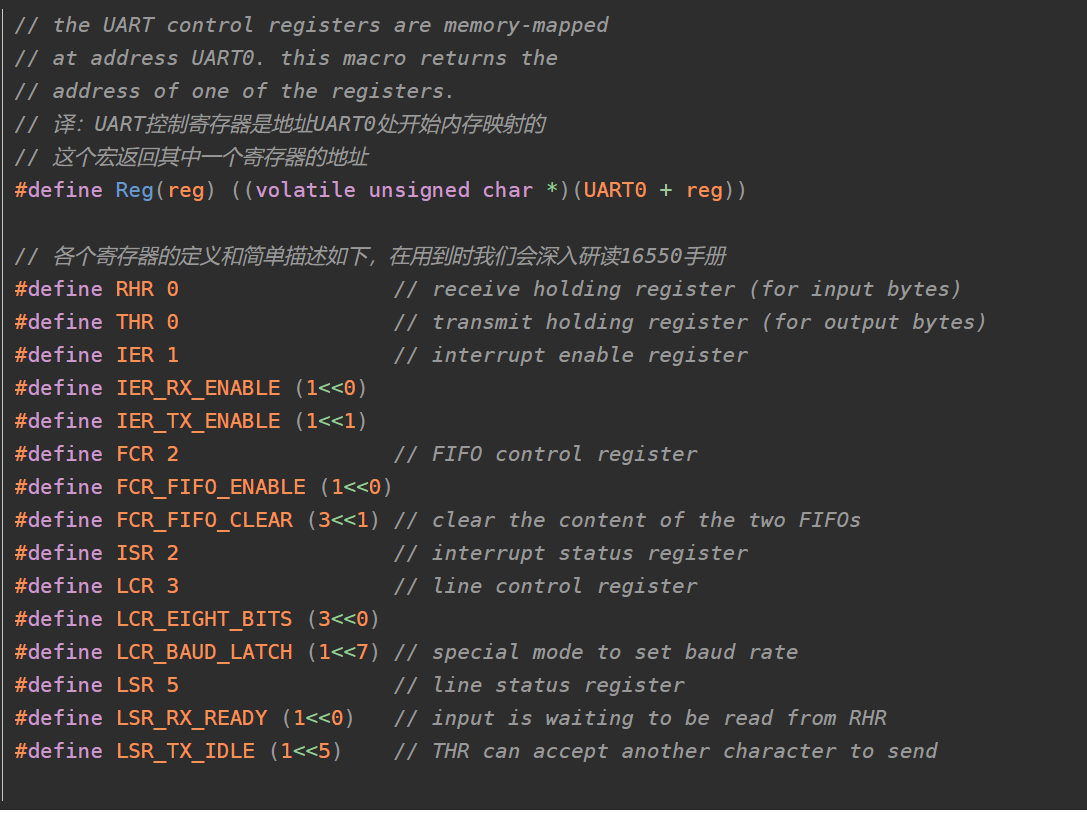 // the UART control registers are memory-mapped
// at address UART0. this macro returns the
// address of one of the registers.
// 译：UART控制寄存器是地址UART0处开始内存映射的
// 这个宏返回其中一个寄存器的地址
#define Reg(reg) ((volatile unsigned char *)(UART0 + reg))
// 各个寄存器的定义和简单描述如下，在用到时我们会深入研读16550手册
#define RHR 0                 // receive holding register (for input bytes)
#define THR 0                 // transmit holding register (for output bytes)
#define IER 1                 // interrupt enable register
#define IER_RX_ENABLE (1<<0)
#define IER_TX_ENABLE (1<<1)
#define FCR 2                 // FIFO control register
#define FCR_FIFO_ENABLE (1<<0)
#define FCR_FIFO_CLEAR (3<<1) // clear the content of the two FIFOs
#define ISR 2                 // interrupt status register
#define LCR 3                 // line control register
#define LCR_EIGHT_BITS (3<<0)
#define LCR_BAUD_LATCH (1<<7) // special mode to set baud rate
#define LSR 5                 // line status register
#define LSR_RX_READY (1<<0)   // input is waiting to be read from RHR
#define LSR_TX_IDLE (1<<5)    // THR can accept another character to send